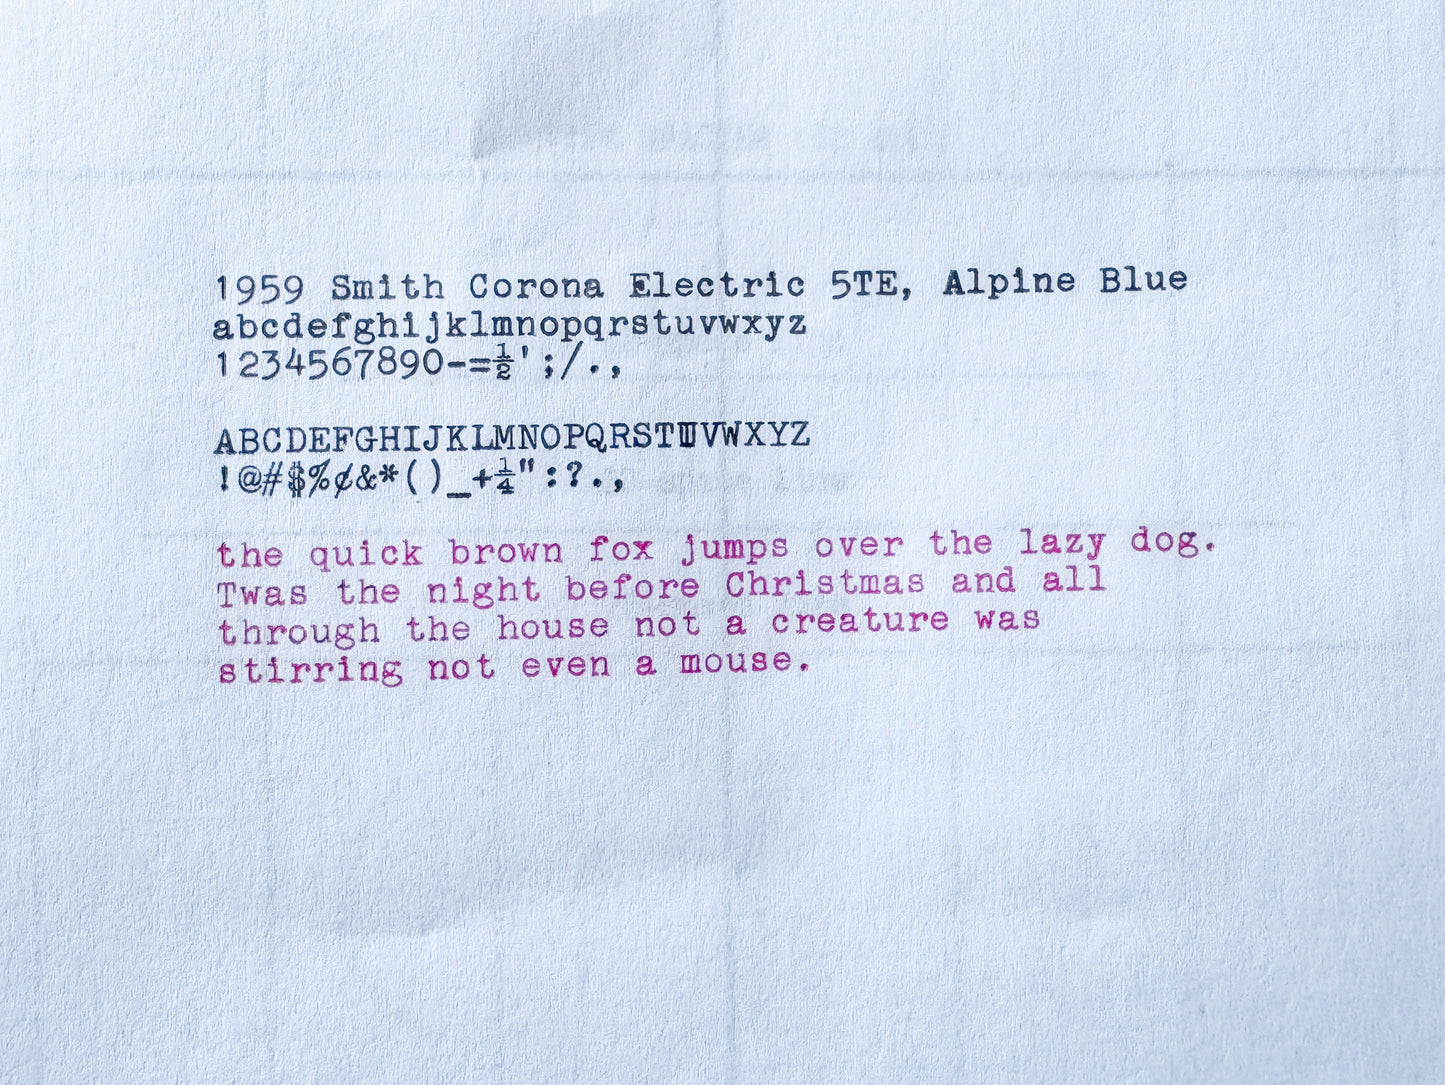 1959 Smith Corona Electric 5TE, Alpine Blue
abcdefghijklmnopqrstuvwxyz
1234567890-=½';/.,
ABCDEFGHIJKLMNOPQRSTUVWXYZ
!@#$%¢&*()_+¼":?.,
the quick brown fox jumps over the lazy dog.
Twas the night before Christmas and all
through the house not a creature was
stirring not even a mouse.